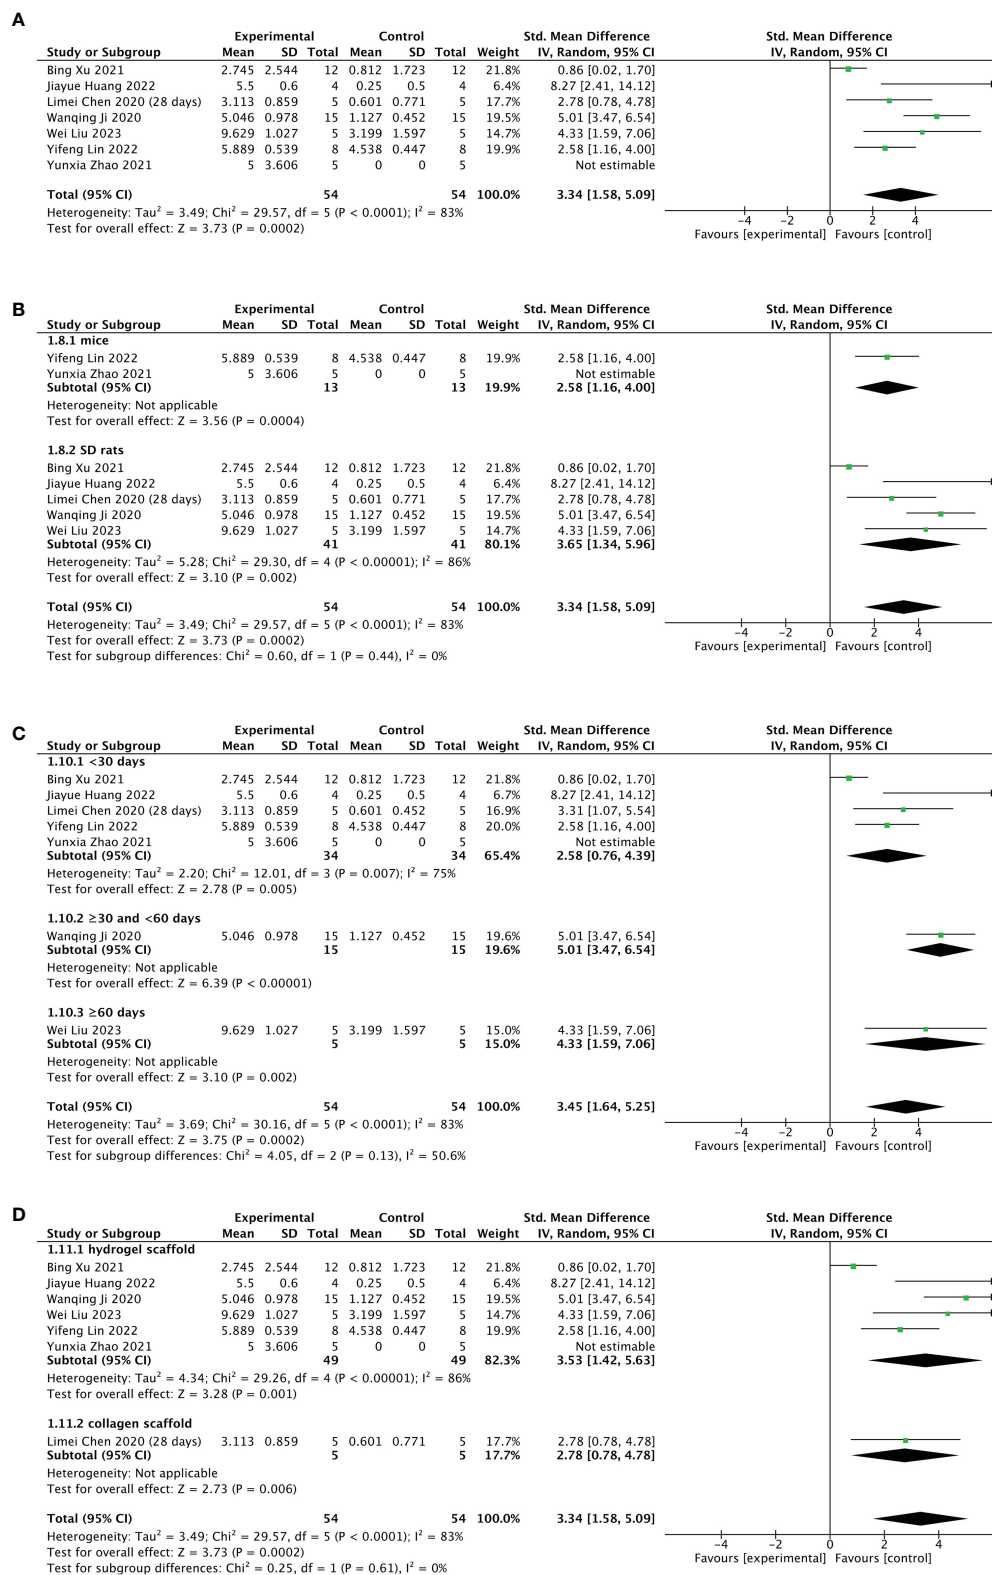 A
Experimental Control Std. Mean Difference Std. Mean Difference
Study or Subgroup Mean SD Total Mean SD Total Weight IV, Random, 95% CI IV, Random, 95% CI
Bing Xu 2021 2.745 2.544 12 0.812 1.723 12 21.8% 0.86 [0.02, 1.70]
Jiayue Huang 2022 5.5 0.6 4 0.25 0.5 4 6.4% 8.27 [2.41, 14.12]
Limei Chen 2020 (28 days) 3.113 0.859 5 0.601 0.771 5 17.7% 2.78 [0.78, 4.78]
Wanqing Ji 2020 5.046 0.978 15 1.127 0.452 15 19.5% 5.01 [3.47, 6.54]
Wei Liu 2023 9.629 1.027 5 3.199 1.597 5 14.7% 4.33 [1.59, 7.06]
Yifeng Lin 2022 5.889 0.539 8 4.538 0.447 8 19.9% 2.58 [1.16, 4.00]
Yunxia Zhao 2021 5 3.606 5 0 0 5 Not estimable
Total (95% CI) 54 54 100.0% 3.34 [1.58, 5.09]
Heterogeneity: Tau² = 3.49; Chi² = 29.57, df = 5 (P < 0.0001); I² = 83%
Test for overall effect: Z = 3.73 (P = 0.0002)
−4 −2 0 2 4
Favours [experimental] Favours [control]
B
Experimental Control Std. Mean Difference Std. Mean Difference
Study or Subgroup Mean SD Total Mean SD Total Weight IV, Random, 95% CI IV, Random, 95% CI
1.8.1 mice
Yifeng Lin 2022 5.889 0.539 8 4.538 0.447 8 19.9% 2.58 [1.16, 4.00]
Yunxia Zhao 2021 5 3.606 5 0 0 5 Not estimable
Subtotal (95% CI) 13 13 19.9% 2.58 [1.16, 4.00]
Heterogeneity: Not applicable
Test for overall effect: Z = 3.56 (P = 0.0004)
1.8.2 SD rats
Bing Xu 2021 2.745 2.544 12 0.812 1.723 12 21.8% 0.86 [0.02, 1.70]
Jiayue Huang 2022 5.5 0.6 4 0.25 0.5 4 6.4% 8.27 [2.41, 14.12]
Limei Chen 2020 (28 days) 3.113 0.859 5 0.601 0.771 5 17.7% 2.78 [0.78, 4.78]
Wanqing Ji 2020 5.046 0.978 15 1.127 0.452 15 19.5% 5.01 [3.47, 6.54]
Wei Liu 2023 9.629 1.027 5 3.199 1.597 5 14.7% 4.33 [1.59, 7.06]
Subtotal (95% CI) 41 41 80.1% 3.65 [1.34, 5.96]
Heterogeneity: Tau² = 5.28; Chi² = 29.30, df = 4 (P < 0.00001); I² = 86%
Test for overall effect: Z = 3.10 (P = 0.002)
Total (95% CI) 54 54 100.0% 3.34 [1.58, 5.09]
Heterogeneity: Tau² = 3.49; Chi² = 29.57, df = 5 (P < 0.0001); I² = 83%
Test for overall effect: Z = 3.73 (P = 0.0002)
Test for subgroup differences: Chi² = 0.60, df = 1 (P = 0.44), I² = 0%
−4 −2 0 2 4
Favours [experimental] Favours [control]
C
Experimental Control Std. Mean Difference Std. Mean Difference
Study or Subgroup Mean SD Total Mean SD Total Weight IV, Random, 95% CI IV, Random, 95% CI
1.10.1 <30 days
Bing Xu 2021 2.745 2.544 12 0.812 1.723 12 21.8% 0.86 [0.02, 1.70]
Jiayue Huang 2022 5.5 0.6 4 0.25 0.5 4 6.7% 8.27 [2.41, 14.12]
Limei Chen 2020 (28 days) 3.113 0.859 5 0.601 0.452 5 16.9% 3.31 [1.07, 5.54]
Yifeng Lin 2022 5.889 0.539 8 4.538 0.447 8 20.0% 2.58 [1.16, 4.00]
Yunxia Zhao 2021 5 3.606 5 0 0 5 Not estimable
Subtotal (95% CI) 34 34 65.4% 2.58 [0.76, 4.39]
Heterogeneity: Tau² = 2.20; Chi² = 12.01, df = 3 (P = 0.007); I² = 75%
Test for overall effect: Z = 2.78 (P = 0.005)
1.10.2 ≥30 and <60 days
Wanqing Ji 2020 5.046 0.978 15 1.127 0.452 15 19.6% 5.01 [3.47, 6.54]
Subtotal (95% CI) 15 15 19.6% 5.01 [3.47, 6.54]
Heterogeneity: Not applicable
Test for overall effect: Z = 6.39 (P < 0.00001)
1.10.3 ≥60 days
Wei Liu 2023 9.629 1.027 5 3.199 1.597 5 15.0% 4.33 [1.59, 7.06]
Subtotal (95% CI) 5 5 15.0% 4.33 [1.59, 7.06]
Heterogeneity: Not applicable
Test for overall effect: Z = 3.10 (P = 0.002)
Total (95% CI) 54 54 100.0% 3.45 [1.64, 5.25]
Heterogeneity: Tau² = 3.69; Chi² = 30.16, df = 5 (P < 0.0001); I² = 83%
Test for overall effect: Z = 3.75 (P = 0.0002)
Test for subgroup differences: Chi² = 4.05, df = 2 (P = 0.13), I² = 50.6%
−4 −2 0 2 4
Favours [experimental] Favours [control]
D
Experimental Control Std. Mean Difference Std. Mean Difference
Study or Subgroup Mean SD Total Mean SD Total Weight IV, Random, 95% CI IV, Random, 95% CI
1.11.1 hydrogel scaffold
Bing Xu 2021 2.745 2.544 12 0.812 1.723 12 21.8% 0.86 [0.02, 1.70]
Jiayue Huang 2022 5.5 0.6 4 0.25 0.5 4 6.4% 8.27 [2.41, 14.12]
Wanqing Ji 2020 5.046 0.978 15 1.127 0.452 15 19.5% 5.01 [3.47, 6.54]
Wei Liu 2023 9.629 1.027 5 3.199 1.597 5 14.7% 4.33 [1.59, 7.06]
Yifeng Lin 2022 5.889 0.539 8 4.538 0.447 8 19.9% 2.58 [1.16, 4.00]
Yunxia Zhao 2021 5 3.606 5 0 0 5 Not estimable
Subtotal (95% CI) 49 49 82.3% 3.53 [1.42, 5.63]
Heterogeneity: Tau² = 4.34; Chi² = 29.26, df = 4 (P < 0.00001); I² = 86%
Test for overall effect: Z = 3.28 (P = 0.001)
1.11.2 collagen scaffold
Limei Chen 2020 (28 days) 3.113 0.859 5 0.601 0.771 5 17.7% 2.78 [0.78, 4.78]
Subtotal (95% CI) 5 5 17.7% 2.78 [0.78, 4.78]
Heterogeneity: Not applicable
Test for overall effect: Z = 2.73 (P = 0.006)
Total (95% CI) 54 54 100.0% 3.34 [1.58, 5.09]
Heterogeneity: Tau² = 3.49; Chi² = 29.57, df = 5 (P < 0.0001); I² = 83%
Test for overall effect: Z = 3.73 (P = 0.0002)
Test for subgroup differences: Chi² = 0.25, df = 1 (P = 0.61), I² = 0%
−4 −2 0 2 4
Favours [experimental] Favours [control]